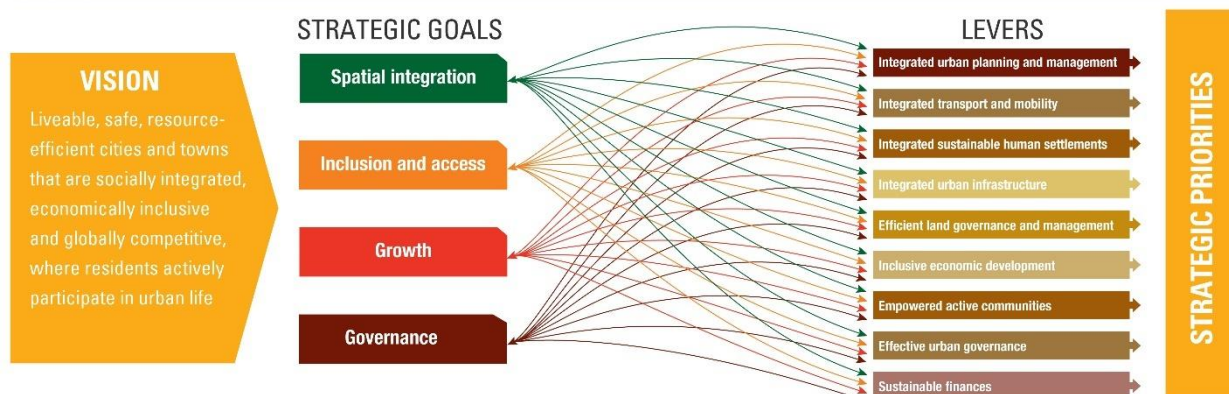 VISION
Liveable, safe, resource-
efficient cities and towns
that are socially integrated,
economically inclusive
and globally competitive,
where residents actively
participate in urban life
STRATEGIC GOALS
Spatial integration
Inclusion and access
Growth
Governance
LEVERS
Integrated urban planning and management
Integrated transport and mobility
Integrated sustainable human settlements
Integrated urban infrastructure
Efficient land governance and management
Inclusive economic development
Empowered active communities
Effective urban governance
Sustainable finances
STRATEGIC PRIORITIES